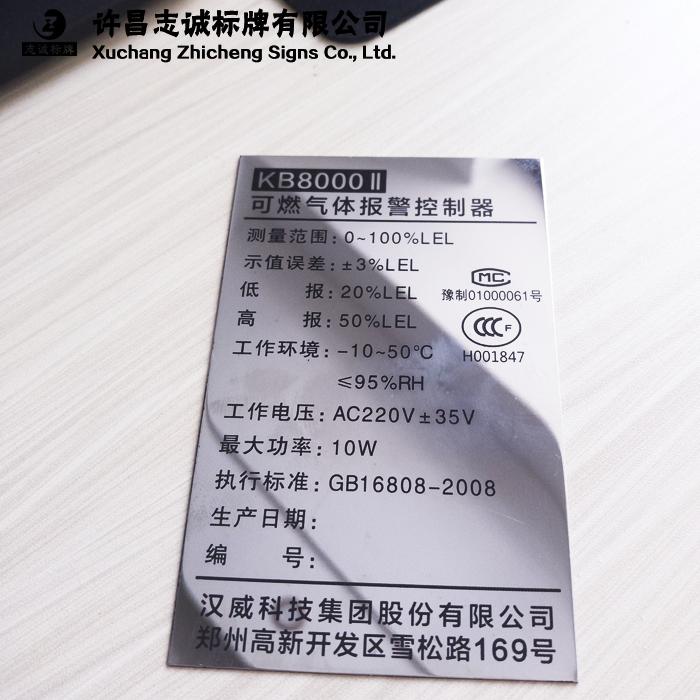 许昌志诚标牌有限公司
志诚标牌
Xuchang Zhicheng Signs Co., Ltd.
KB8000Ⅱ
可燃气体报警控制器
测量范围: 0~100%LEL
示值误差: ±3%LEL
低 报: 20%LEL
MC
豫制01000061号
高 报: 50%LEL
CCC F
H001847
工作环境: -10~50℃
≤95%RH
工作电压: AC220V±35V
最大功率: 10W
执行标准: GB16808-2008
生产日期:
编 号:
汉威科技集团股份有限公司
郑州高新开发区雪松路169号